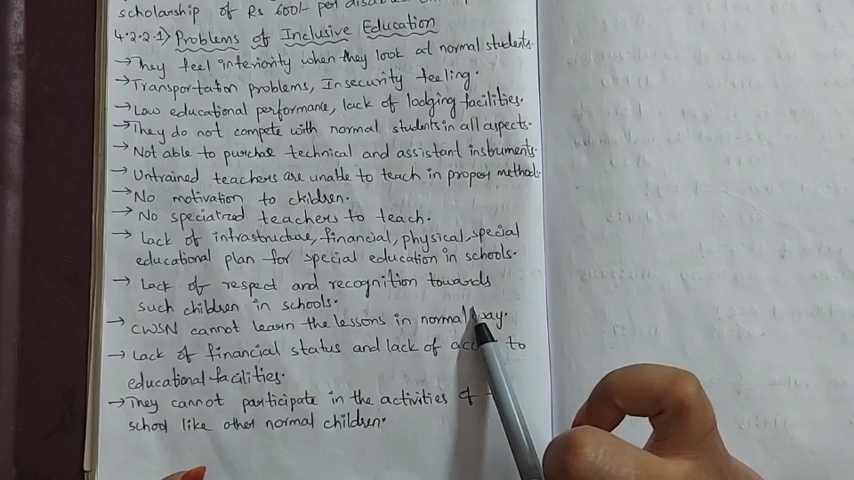 scholarship of Rs 600/- per
4.2.2.1) Problems of Inclusive Education
→ They feel interiority when they look at normal students.
→ Transportation problems, Insecurity feeling.
→ Low educational performance, lack of lodging facilities.
→ They do not compete with normal students in all aspects.
→ Not able to purchase technical and assistant instruments.
→ Untrained teachers are unable to teach in proper method.
→ No motivation to children.
→ No specialized teachers to teach.
→ Lack of infrastructure, financial, physical, special
educational plan for special education in schools.
→ Lack of respect and recognition towards
such children in schools.
→ CWSN cannot learn the lessons in normal way.
→ Lack of financial status and lack of to
educational facilities.
→ They cannot participate in the activities of
school like other normal children.